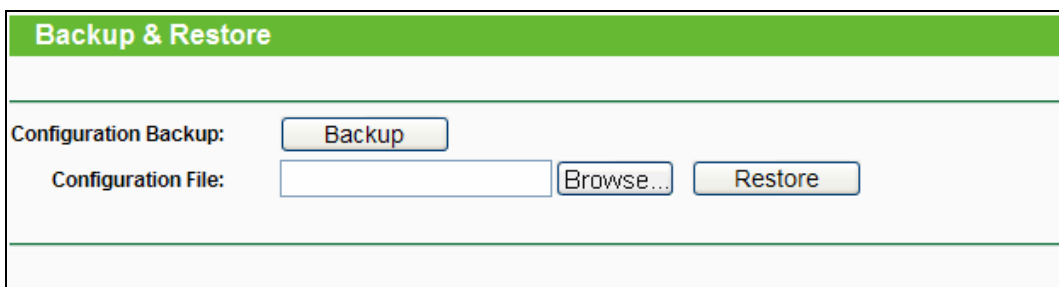 Backup & Restore
Configuration Backup: Backup
Configuration File: Browse... Restore